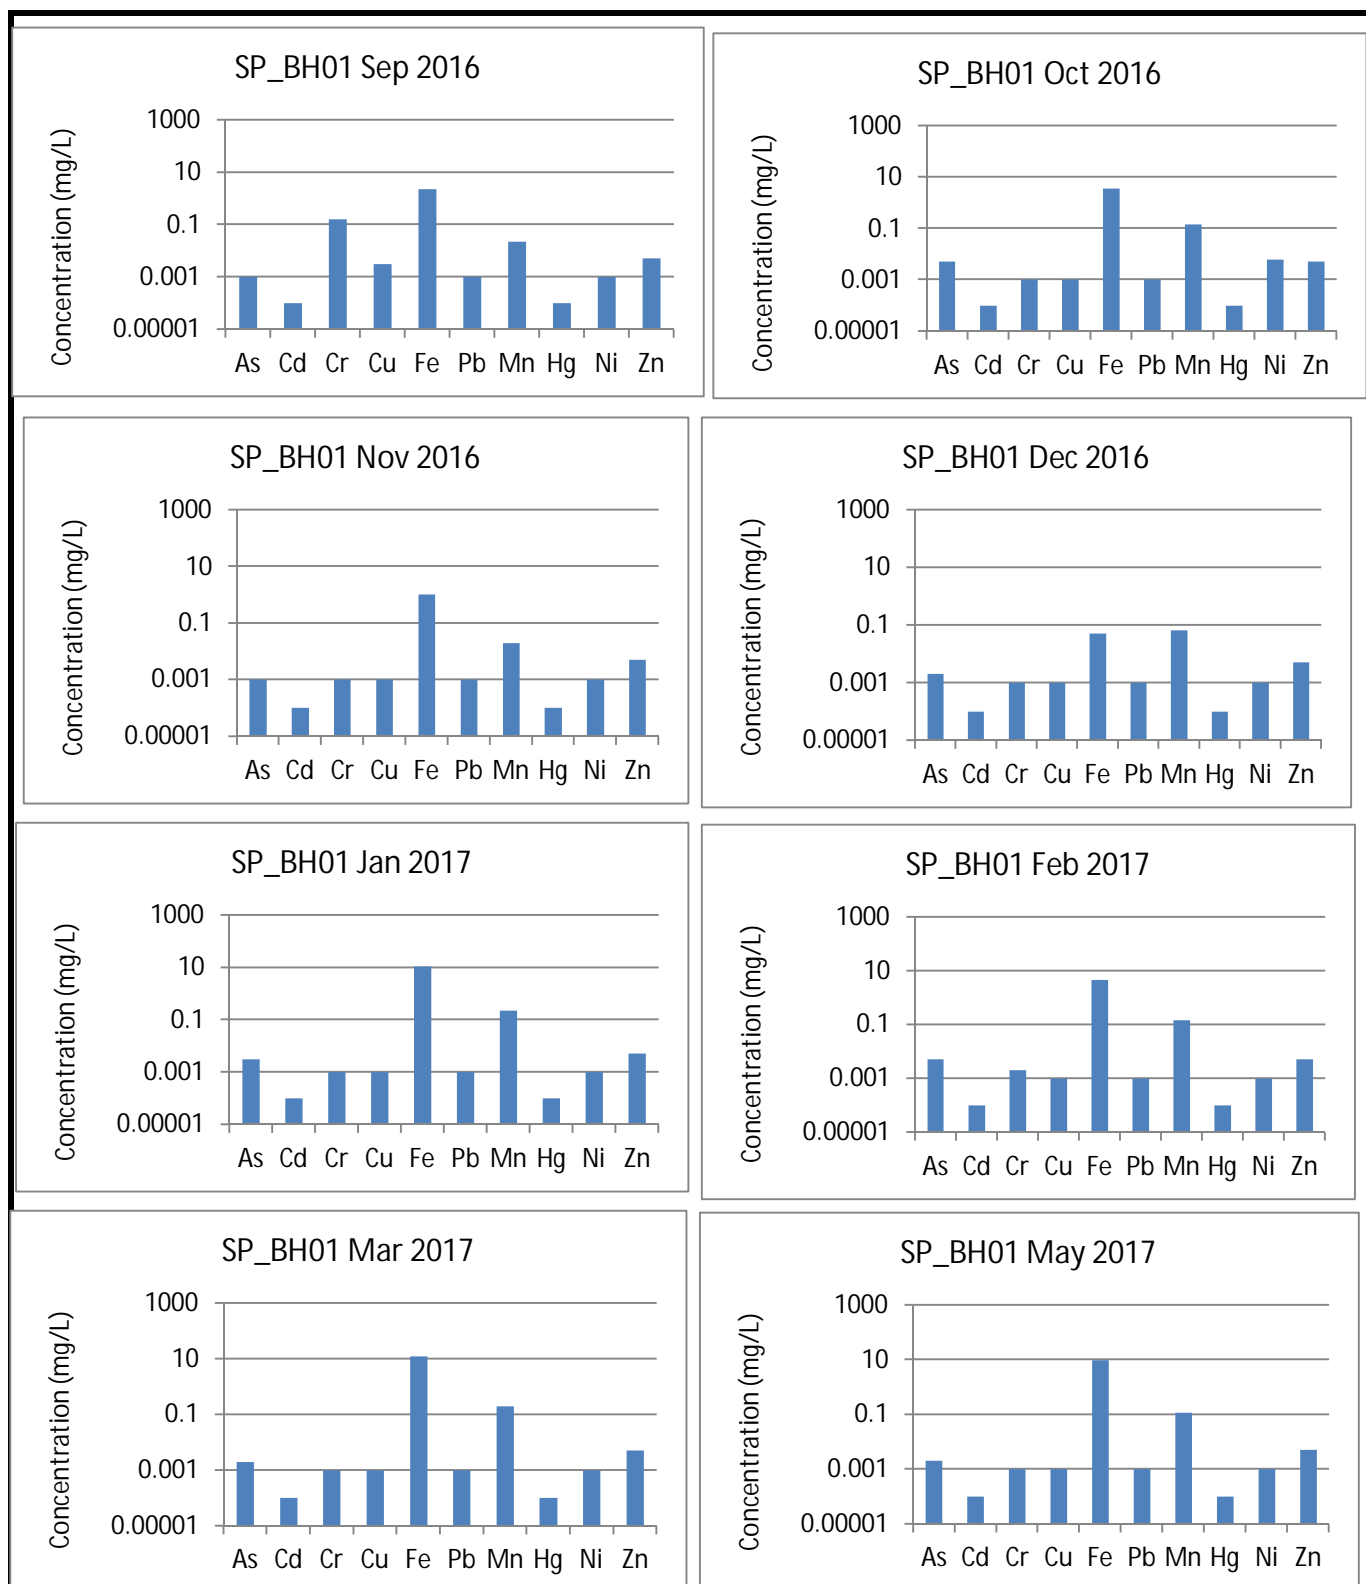 SP_BH01 Sep 2016
Concentration (mg/L)
1000
10
0.1
0.001
0.00001
As Cd Cr Cu Fe Pb Mn Hg Ni Zn
SP_BH01 Oct 2016
Concentration (mg/L)
1000
10
0.1
0.001
0.00001
As Cd Cr Cu Fe Pb Mn Hg Ni Zn
SP_BH01 Nov 2016
Concentration (mg/L)
1000
10
0.1
0.001
0.00001
As Cd Cr Cu Fe Pb Mn Hg Ni Zn
SP_BH01 Dec 2016
Concentration (mg/L)
1000
10
0.1
0.001
0.00001
As Cd Cr Cu Fe Pb Mn Hg Ni Zn
SP_BH01 Jan 2017
Concentration (mg/L)
1000
10
0.1
0.001
0.00001
As Cd Cr Cu Fe Pb Mn Hg Ni Zn
SP_BH01 Feb 2017
Concentration (mg/L)
1000
10
0.1
0.001
0.00001
As Cd Cr Cu Fe Pb Mn Hg Ni Zn
SP_BH01 Mar 2017
Concentration (mg/L)
1000
10
0.1
0.001
0.00001
As Cd Cr Cu Fe Pb Mn Hg Ni Zn
SP_BH01 May 2017
Concentration (mg/L)
1000
10
0.1
0.001
0.00001
As Cd Cr Cu Fe Pb Mn Hg Ni Zn